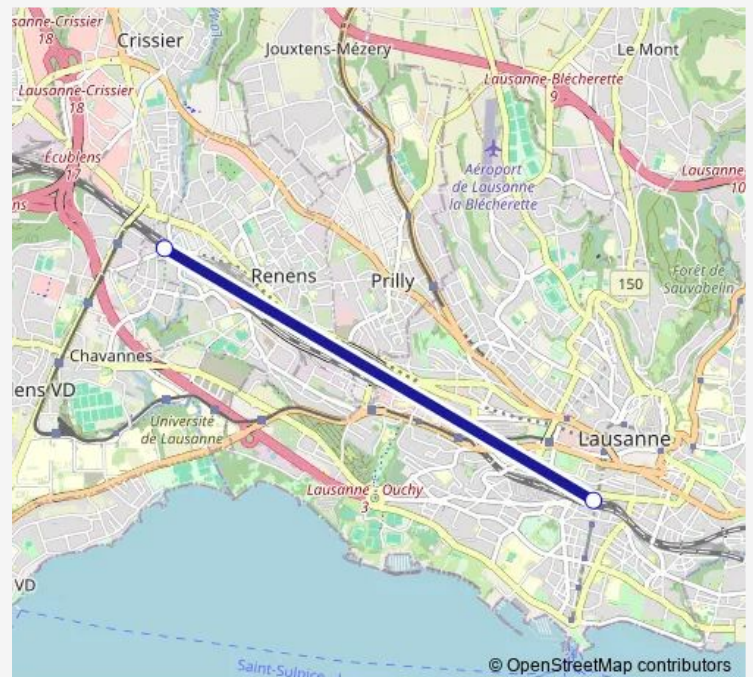 sanne-Crissier
18
Crissier
Jouxtens-Mézery
Le Mont
Lausanne-Crissier
18
Lausanne-Blécherette
9
Écublens
17
ns
Aéroport
de Lausanne
la Blécherette
Lausanne
10
Renens
Prilly
150
Forêt de
Sauvabelin
Chavannes
ens VD
Université
de Lausanne
Lausanne
Lausanne - Ouchy
3
VD
Saint-Sulpice
© OpenStreetMap contributors